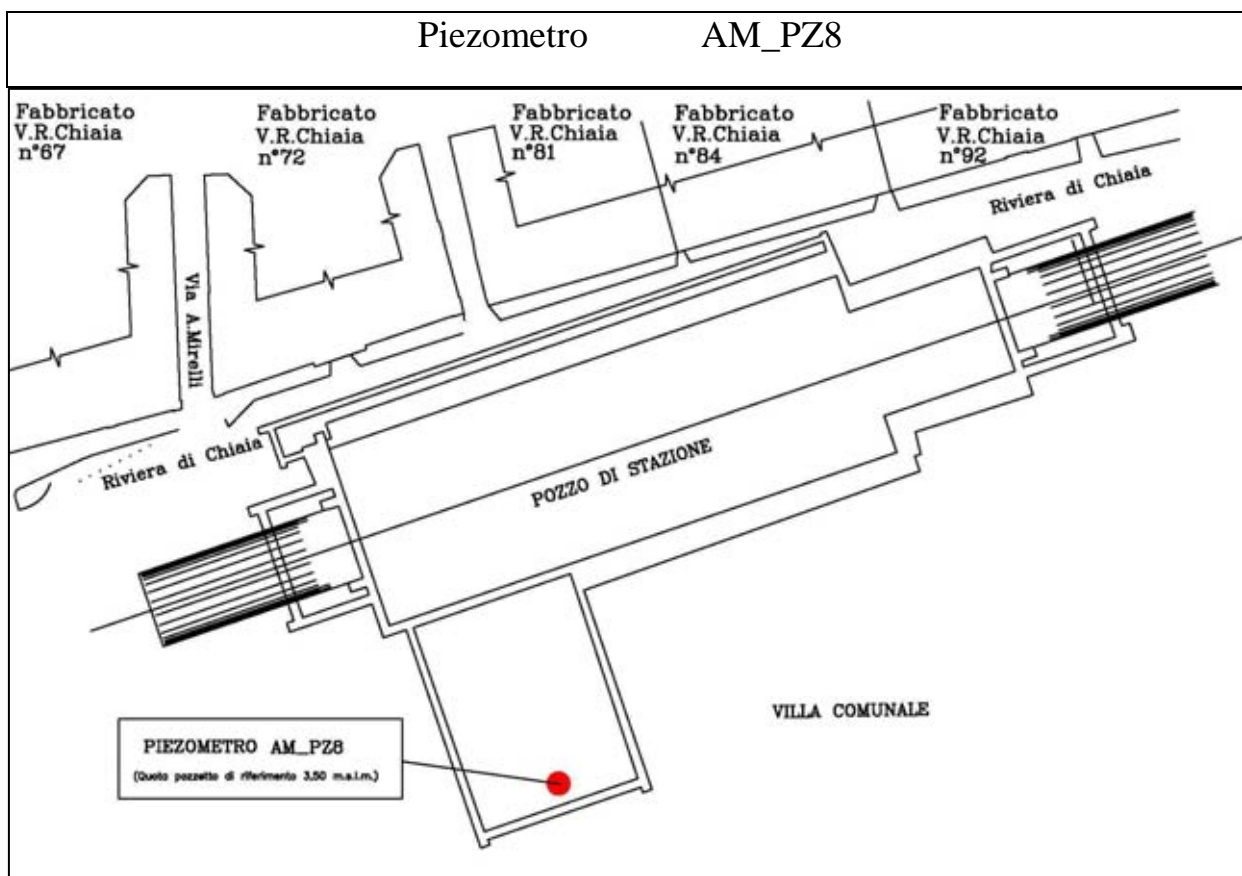 Piezometro AM_PZ8
Fabbricato
V.R.Chiaia
n°67
Fabbricato
V.R.Chiaia
n°72
Fabbricato
V.R.Chiaia
n°81
Fabbricato
V.R.Chiaia
n°84
Fabbricato
V.R.Chiaia
n°92
Riviera di Chiaia
Via A.Mirelli
Riviera di Chiaia
POZZO DI STAZIONE
VILLA COMUNALE
PIEZOMETRO AM_PZ8
(Quota pozzetto di riferimento 3,50 m.s.l.m.)